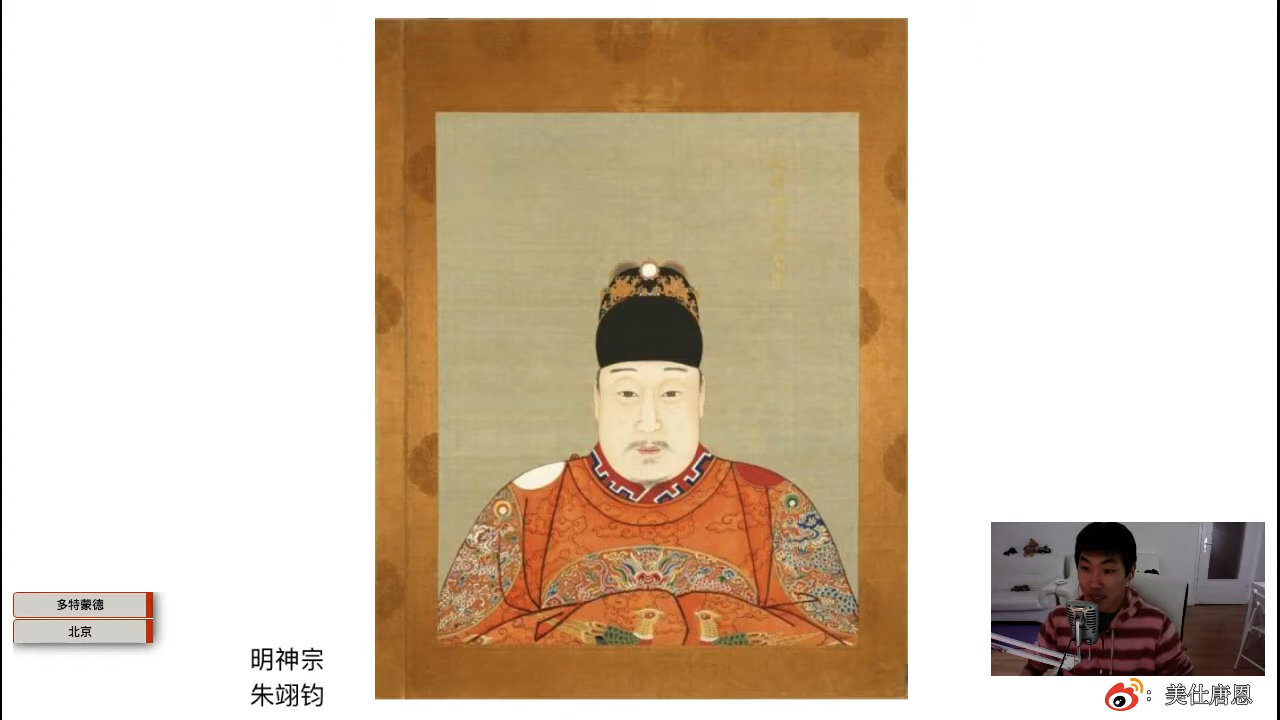 多特蒙德
北京
明神宗
朱翊钧
：美仕唐恩